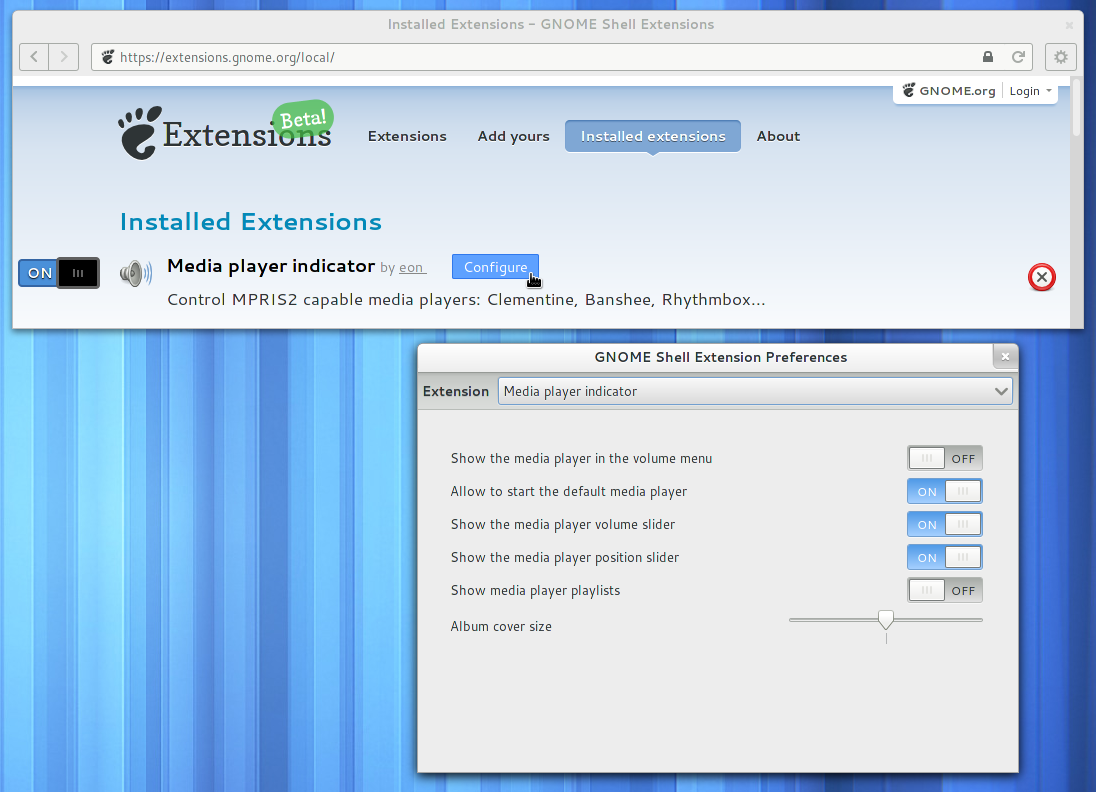 Installed Extensions - GNOME Shell Extensions
https://extensions.gnome.org/local/
GNOME.org Login
Extensions Beta!
Extensions Add yours Installed extensions About
Installed Extensions
ON Media player indicator by eon Configure
Control MPRIS2 capable media players: Clementine, Banshee, Rhythmbox...
GNOME Shell Extension Preferences
Extension Media player indicator
Show the media player in the volume menu OFF
Allow to start the default media player ON
Show the media player volume slider ON
Show the media player position slider ON
Show media player playlists OFF
Album cover size